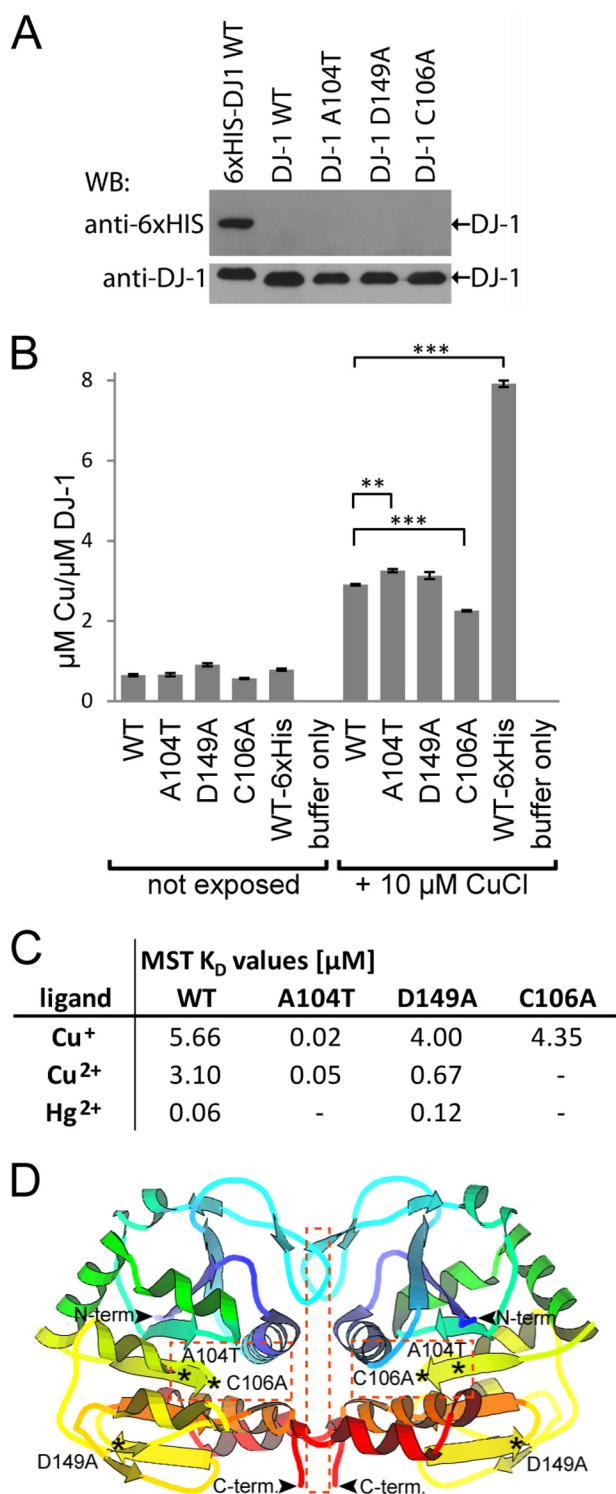 A
6xHIS-DJ1 WT
DJ-1 WT
DJ-1 A104T
DJ-1 D149A
DJ-1 C106A
WB:
anti-6xHIS ←DJ-1
anti-DJ-1 ←DJ-1
B
µM Cu/µM DJ-1
8
6
4
2
0
***
**
***
WT
A104T
D149A
C106A
WT-6xHis
buffer only
WT
A104T
D149A
C106A
WT-6xHis
buffer only
not exposed + 10 µM CuCl
C
MST KD values [µM]
ligand WT A104T D149A C106A
Cu+ 5.66 0.02 4.00 4.35
Cu2+ 3.10 0.05 0.67 -
Hg2+ 0.06 - 0.12 -
D
N-term N-term
A104T A104T
* * C106A C106A * *
D149A * * D149A
C-term. C-term.